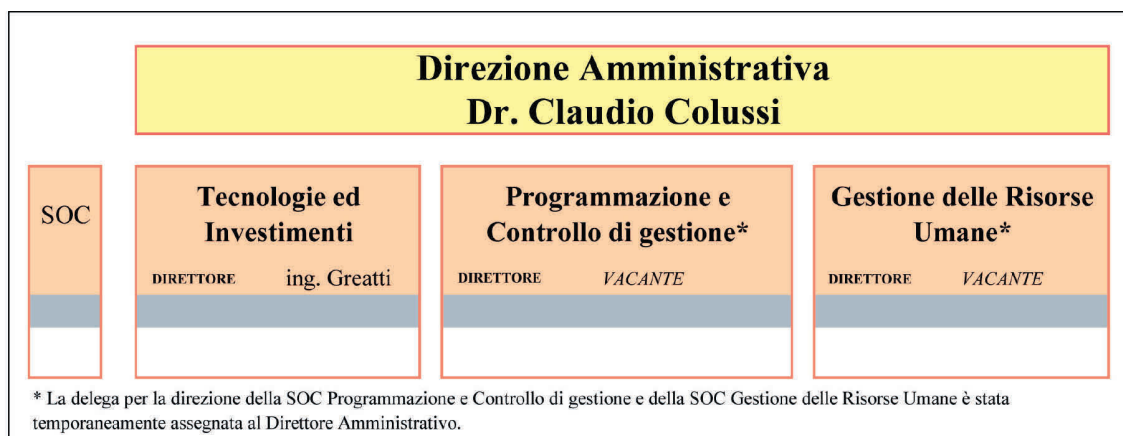 Direzione Amministrativa
Dr. Claudio Colussi
SOC
Tecnologie ed
Investimenti
DIRETTORE ing. Greatti
Programmazione e
Controllo di gestione*
DIRETTORE VACANTE
Gestione delle Risorse
Umane*
DIRETTORE VACANTE
* La delega per la direzione della SOC Programmazione e Controllo di gestione e della SOC Gestione delle Risorse Umane è stata
temporaneamente assegnata al Direttore Amministrativo.